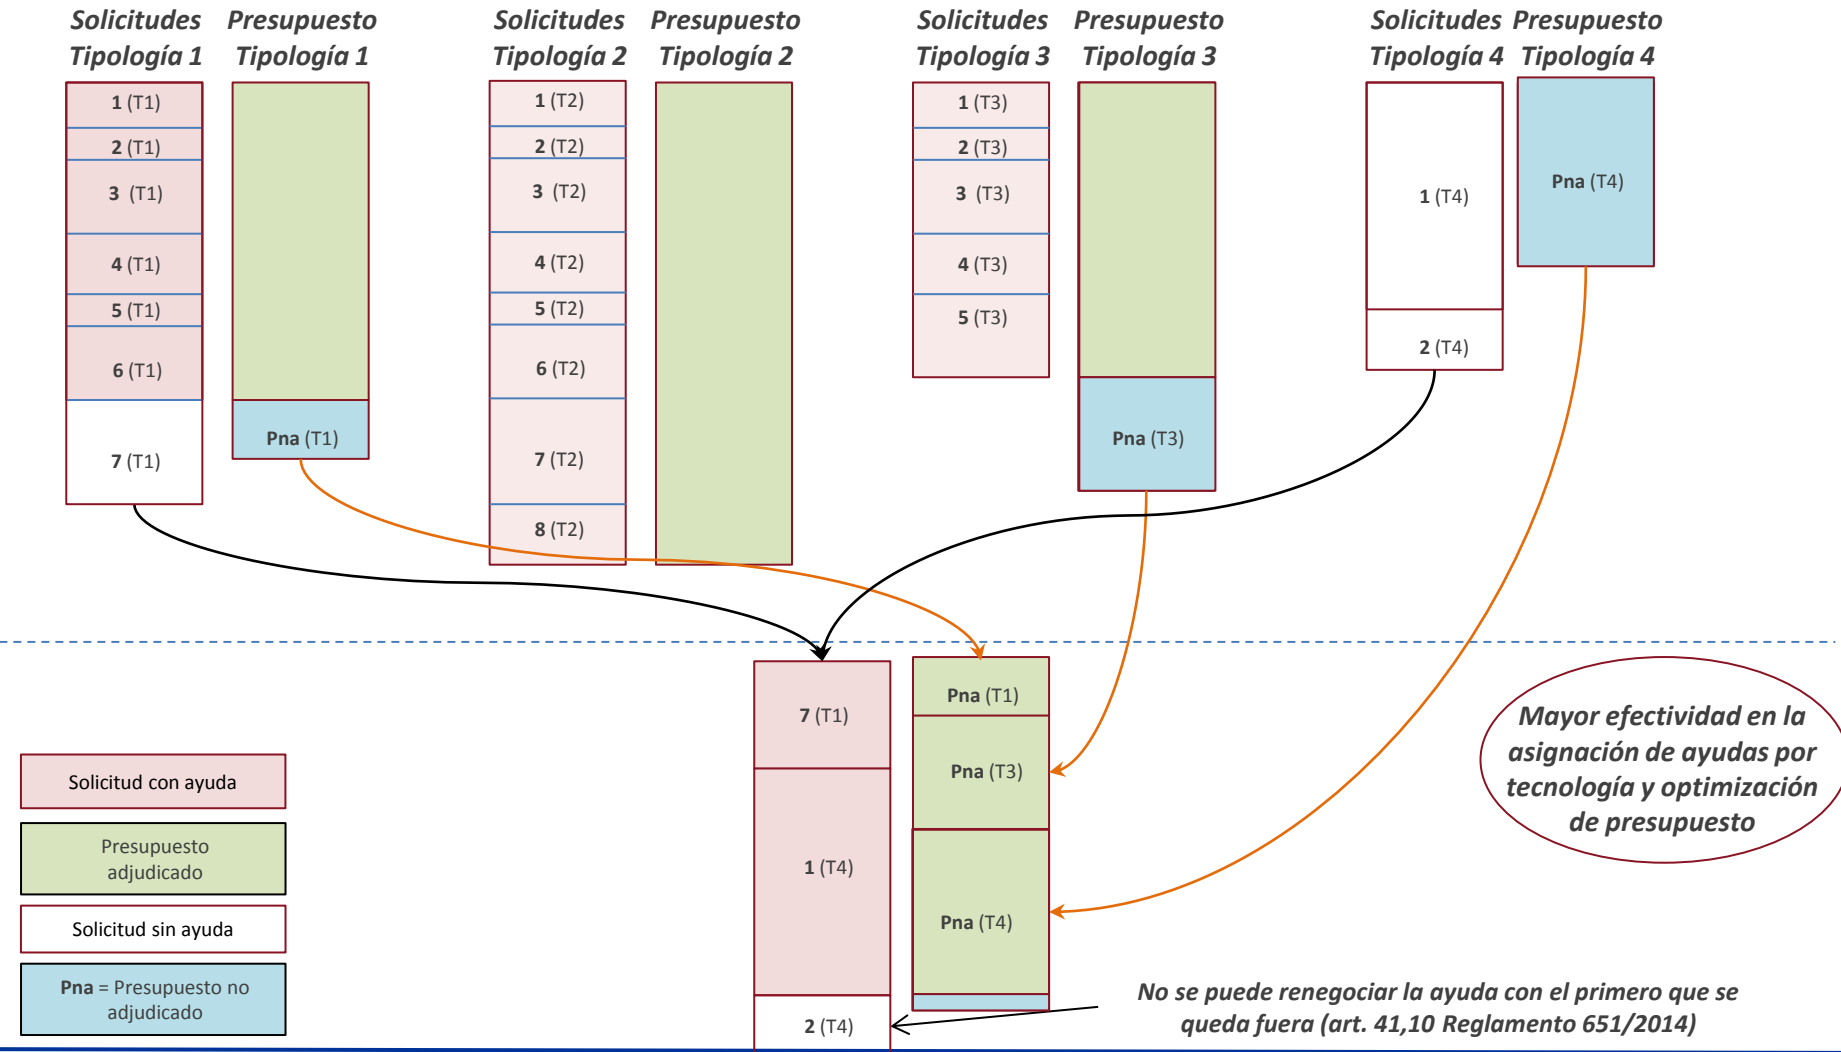 Solicitudes
Tipología 1
Presupuesto
Tipología 1
Solicitudes
Tipología 2
Presupuesto
Tipología 2
Solicitudes
Tipología 3
Presupuesto
Tipología 3
Solicitudes
Tipología 4
Presupuesto
Tipología 4
1 (T1)
2 (T1)
3 (T1)
4 (T1)
5 (T1)
6 (T1)
7 (T1)
Pna (T1)
1 (T2)
2 (T2)
3 (T2)
4 (T2)
5 (T2)
6 (T2)
7 (T2)
8 (T2)
1 (T3)
2 (T3)
3 (T3)
4 (T3)
5 (T3)
Pna (T3)
1 (T4)
2 (T4)
Pna (T4)
7 (T1)
1 (T4)
2 (T4)
Pna (T1)
Pna (T3)
Pna (T4)
Mayor efectividad en la
asignación de ayudas por
tecnología y optimización
de presupuesto
Solicitud con ayuda
Presupuesto
adjudicado
Solicitud sin ayuda
Pna = Presupuesto no
adjudicado
No se puede renegociar la ayuda con el primero que se
queda fuera (art. 41,10 Reglamento 651/2014)